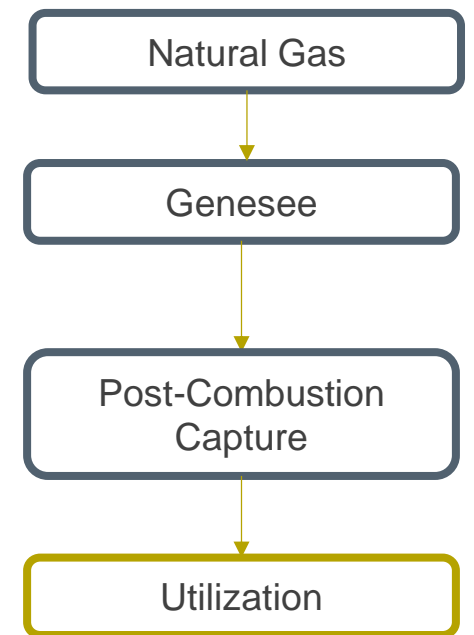 Natural Gas
Genesee
Post-Combustion
Capture
Utilization